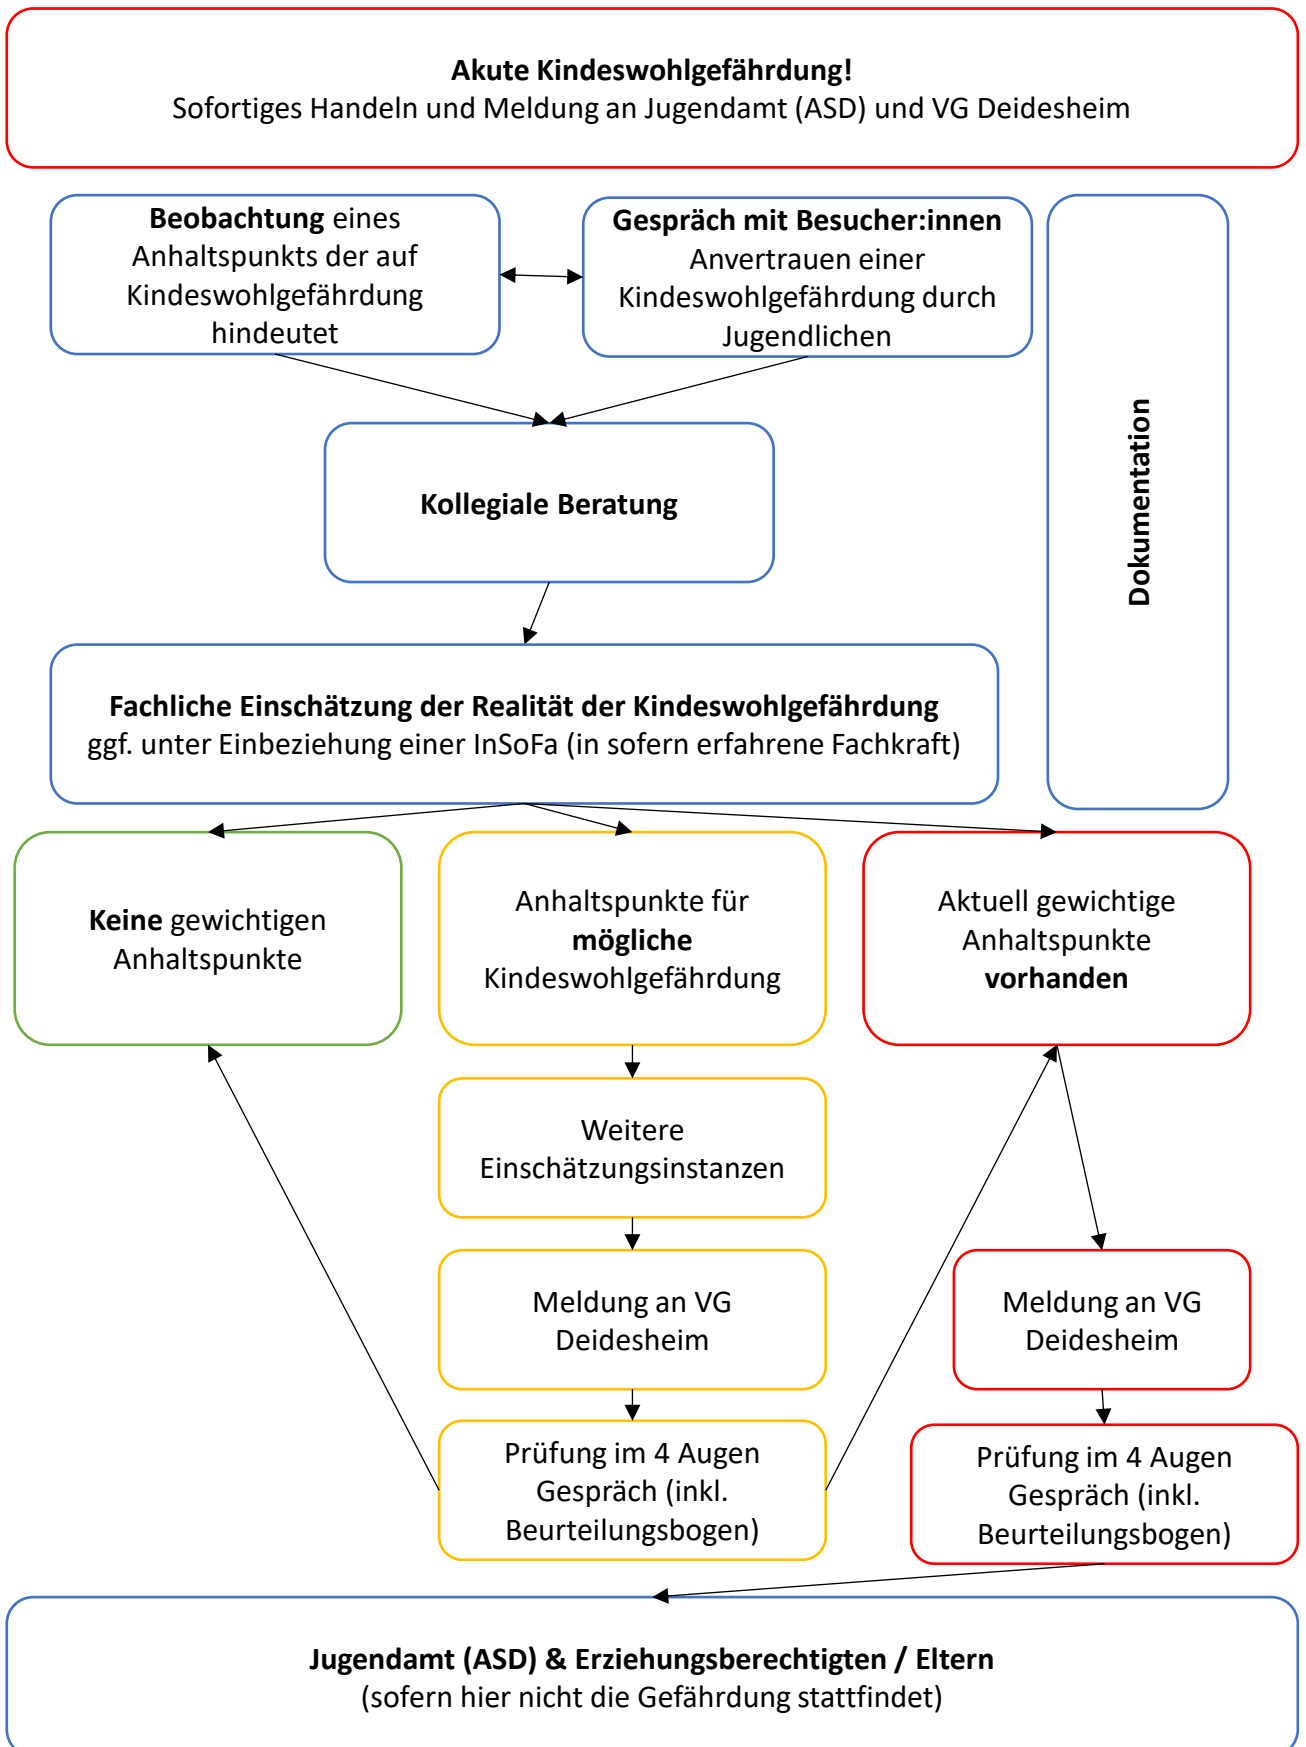 Akute Kindeswohlgefährdung!
Sofortiges Handeln und Meldung an Jugendamt (ASD) und VG Deidesheim
Beobachtung eines
Anhaltspunkts der auf
Kindeswohlgefährdung
hindeutet
Gespräch mit Besucher:innen
Anvertrauen einer
Kindeswohlgefährdung durch
Jugendlichen
Dokumentation
Kollegiale Beratung
Fachliche Einschätzung der Realität der Kindeswohlgefährdung
ggf. unter Einbeziehung einer InSoFa (in sofern erfahrene Fachkraft)
Keine gewichtigen
Anhaltspunkte
Anhaltspunkte für
mögliche
Kindeswohlgefährdung
Aktuell gewichtige
Anhaltspunkte
vorhanden
Weitere
Einschätzungsinstanzen
Meldung an VG
Deidesheim
Meldung an VG
Deidesheim
Prüfung im 4 Augen
Gespräch (inkl.
Beurteilungsbogen)
Prüfung im 4 Augen
Gespräch (inkl.
Beurteilungsbogen)
Jugendamt (ASD) & Erziehungsberechtigten / Eltern
(sofern hier nicht die Gefährdung stattfindet)